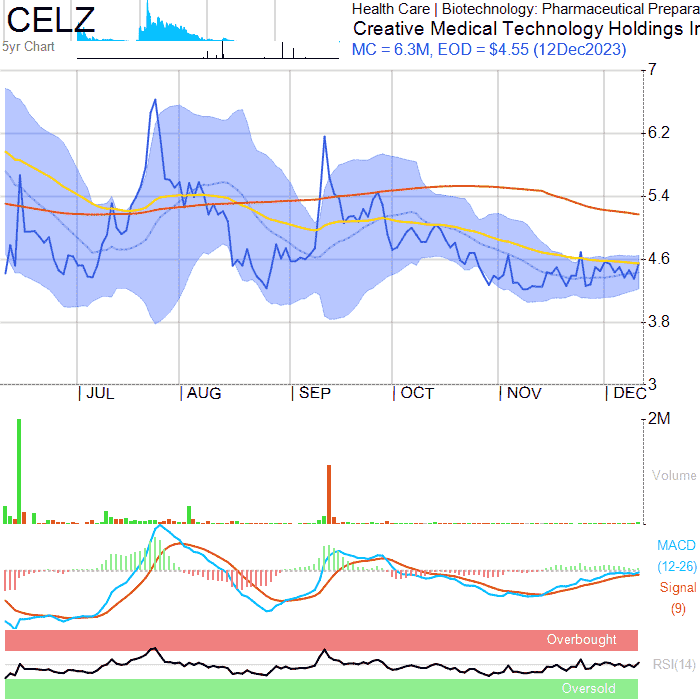 CELZ
5yr Chart
Health Care | Biotechnology: Pharmaceutical Prepara
Creative Medical Technology Holdings In
MC = 6.3M, EOD = $4.55 (12Dec2023)
7
6.2
5.4
4.6
3.8
3
JUL AUG SEP OCT NOV DEC
2M
Volume
MACD
(12-26)
Signal
(9)
Overbought
RSI(14)
Oversold